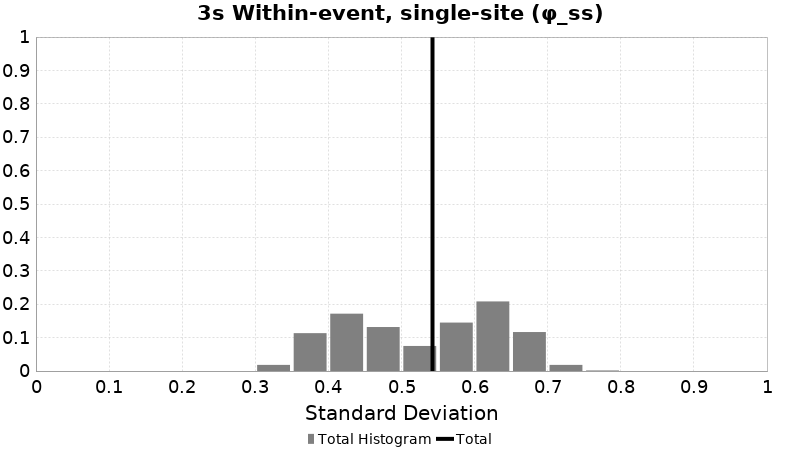 3s Within-event, single-site (φ_ss)
1
0.9
0.8
0.7
0.6
0.5
0.4
0.3
0.2
0.1
0
0 0.1 0.2 0.3 0.4 0.5 0.6 0.7 0.8 0.9 1
Standard Deviation
Total Histogram Total